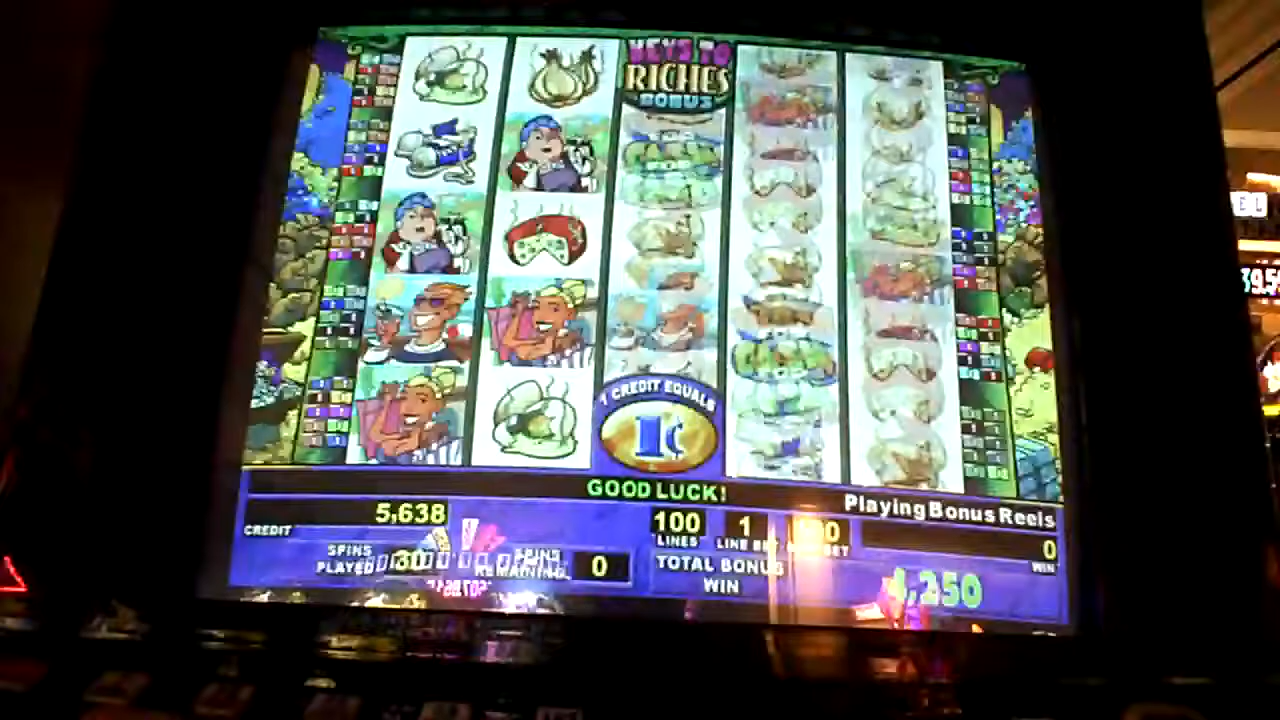 KEYS TO
RICHES
BONUS
1 CREDIT EQUALS
1¢
GOOD LUCK!
Playing Bonus Reels
CREDIT 5,638
100 LINES
1 LINE BET
0 WIN
SPINS PLAYED 30
SPINS REMAINING 0
TOTAL BONUS WIN 4,250